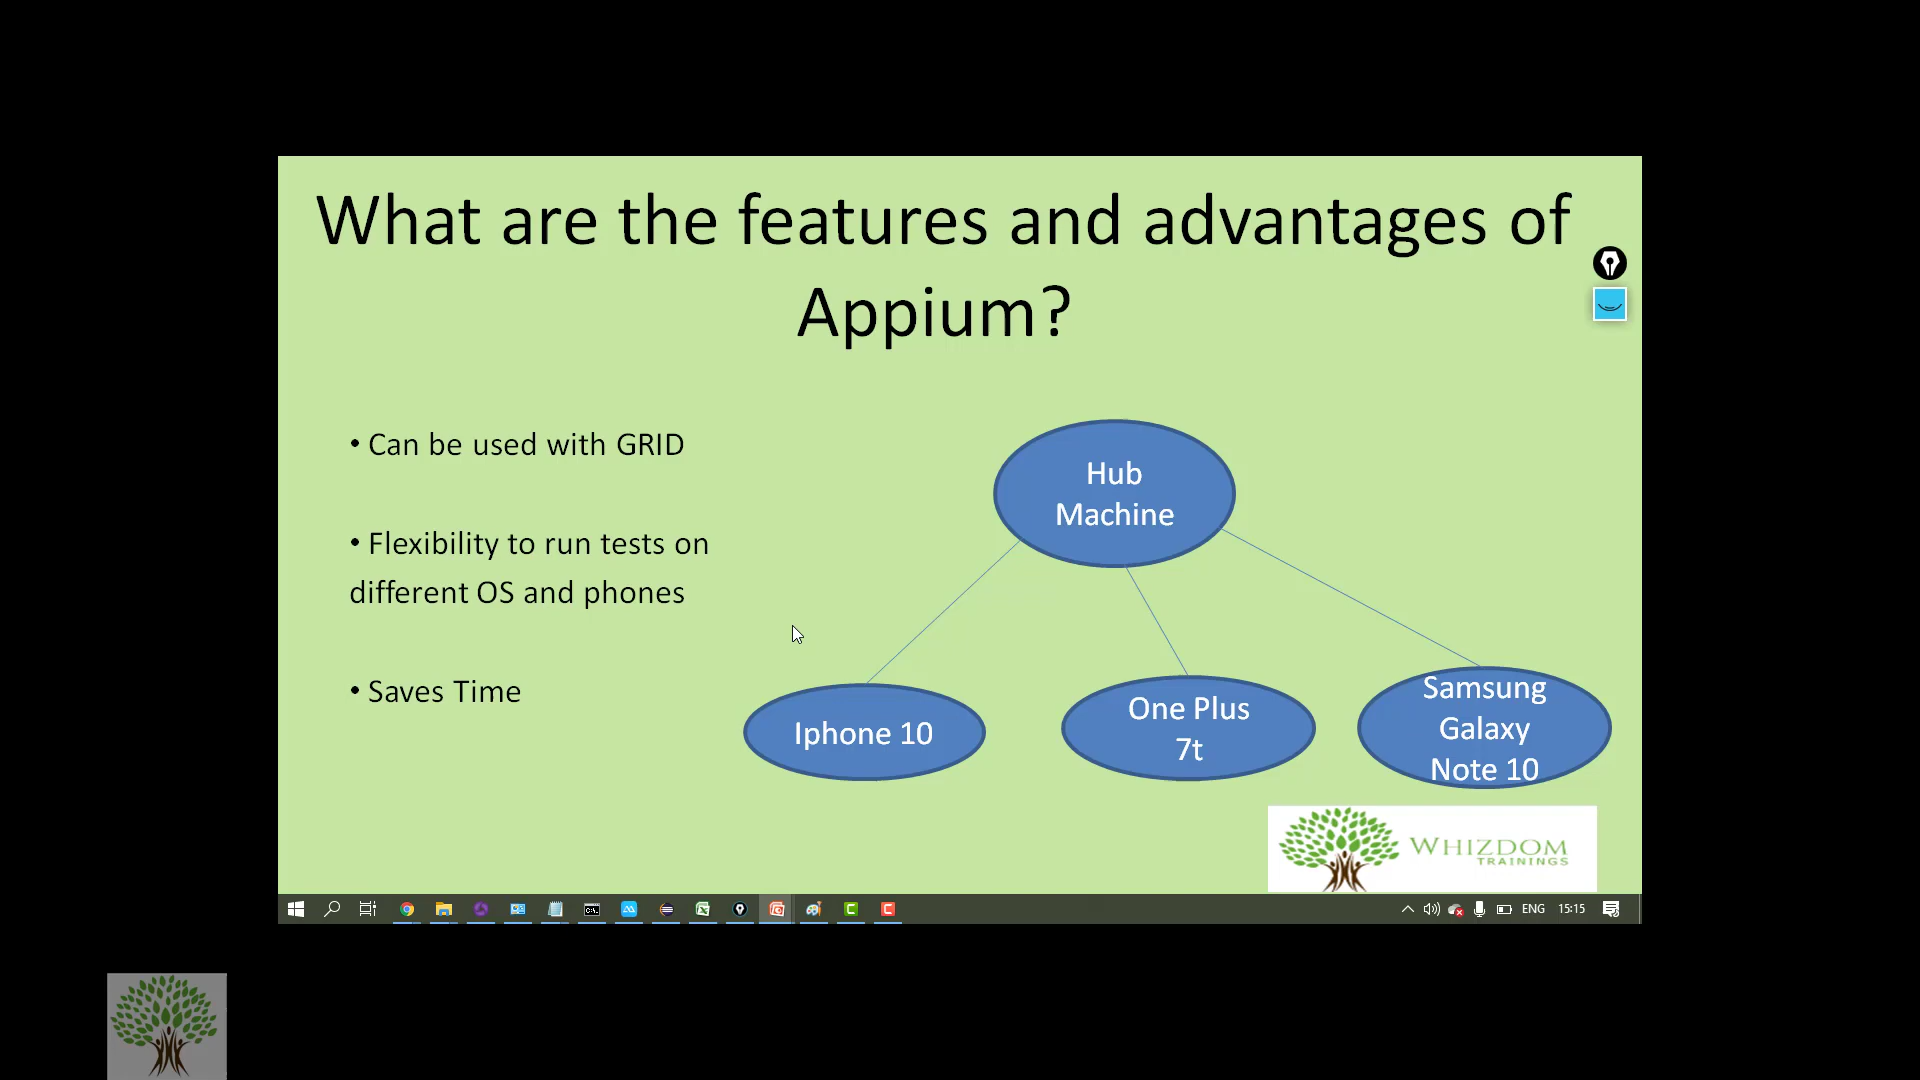 What are the features and advantages of
Appium?
• Can be used with GRID
• Flexibility to run tests on
different OS and phones
• Saves Time
Hub
Machine
Iphone 10
One Plus
7t
Samsung
Galaxy
Note 10
WHIZDOM
TRAININGS
ENG
15:15